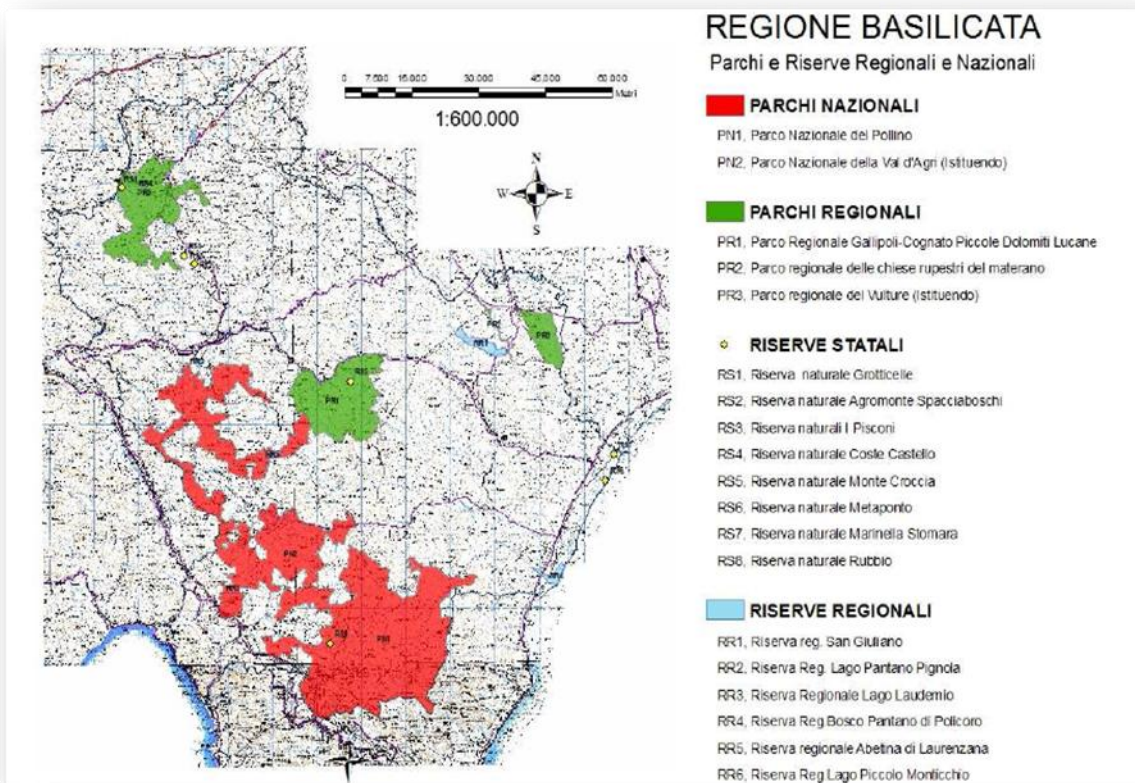 REGIONE BASILICATA
Parchi e Riserve Regionali e Nazionali
0 7.500 15.000 30.000 45.000 60.000
Metri
1:600.000
N
W E
S
PARCHI NAZIONALI
PN1, Parco Nazionale del Pollino
PN2, Parco Nazionale della Val d'Agri (Istituendo)
PARCHI REGIONALI
PR1, Parco Regionale Gallipoli-Cognato Piccole Dolomiti Lucane
PR2, Parco regionale delle chiese rupestri del materano
PR3, Parco regionale del Vulture (Istituendo)
RISERVE STATALI
RS1, Riserva naturale Grotticelle
RS2, Riserva naturale Agromonte Spacciaboschi
RS3, Riserva naturali I Pisconi
RS4, Riserva naturale Coste Castello
RS5, Riserva naturale Monte Croccia
RS6, Riserva naturale Metaponto
RS7, Riserva naturale Marinella Stornara
RS8, Riserva naturale Rubbio
RISERVE REGIONALI
RR1, Riserva reg. San Giuliano
RR2, Riserva Reg. Lago Pantano Pignola
RR3, Riserva Regionale Lago Laudemio
RR4, Riserva Reg Bosco Pantano di Policoro
RR5, Riserva regionale Abetina di Laurenzana
RR6, Riserva Reg Lago Piccolo Monticchio
PR1
PN2
PN1